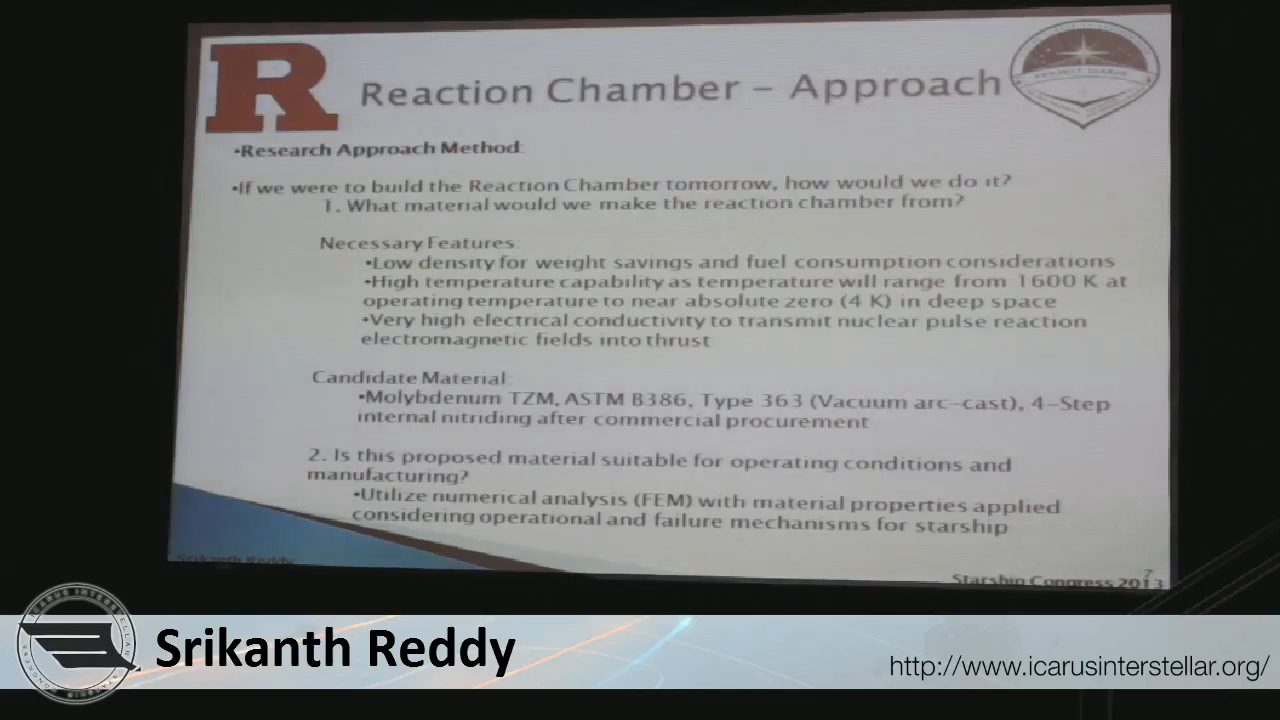 R
Reaction Chamber – Approach
•Research Approach Method:
•If we were to build the Reaction Chamber tomorrow, how would we do it?
1. What material would we make the reaction chamber from?
Necessary Features:
•Low density for weight savings and fuel consumption considerations
•High temperature capability as temperature will range from 1600 K at
operating temperature to near absolute zero (4 K) in deep space
•Very high electrical conductivity to transmit nuclear pulse reaction
electromagnetic fields into thrust
Candidate Material:
•Molybdenum TZM, ASTM B386, Type 363 (Vacuum arc-cast), 4-Step
internal nitriding after commercial procurement
2. Is this proposed material suitable for operating conditions and
manufacturing?
•Utilize numerical analysis (FEM) with material properties applied
considering operational and failure mechanisms for starship
Srikanth Reddy
7
Starship Congress 2013
ICARUS INTERSTELLAR
STARSHIP CONGRESS
Srikanth Reddy
http://www.icarusinterstellar.org/